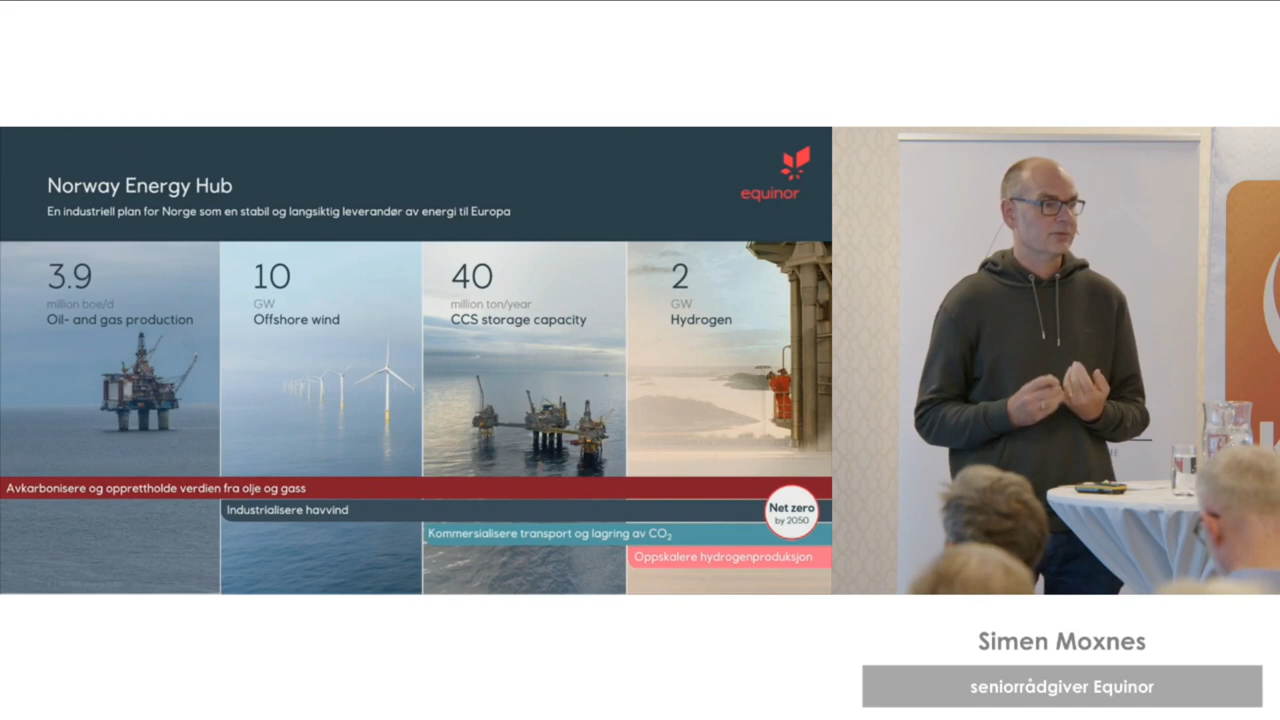 Norway Energy Hub
En industriell plan for Norge som en stabil og langsiktig leverandør av energi til Europa
equinor
3.9
million boe/d
Oil- and gas production
10
GW
Offshore wind
40
million ton/year
CCS storage capacity
2
GW
Hydrogen
Avkarbonisere og opprettholde verdien fra olje og gass
Industrialisere havvind
Net zero
by 2050
Kommersialisere transport og lagring av CO₂
Oppskalere hydrogenproduksjon
Simen Moxnes
seniorrådgiver Equinor